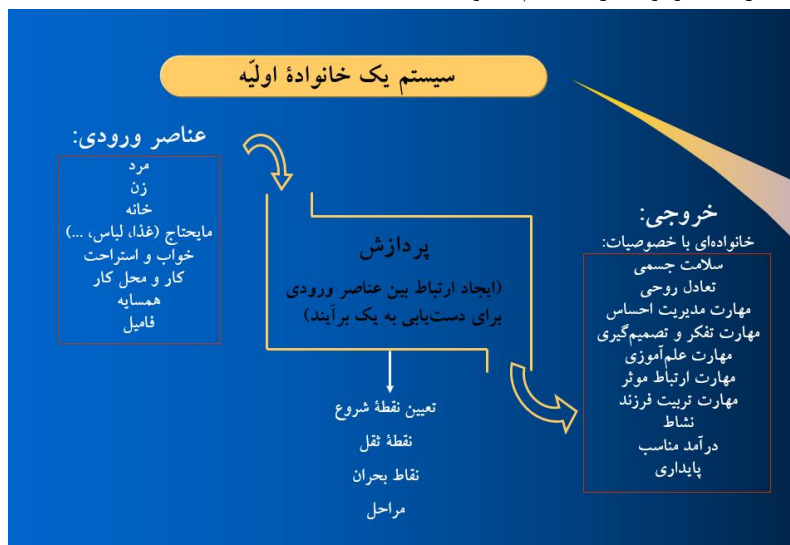 سیستم یک خانوادهٔ اولیّه
عناصر ورودی:
مرد
زن
خانه
مایحتاج (غذا، لباس، ...)
خواب و استراحت
کار و محل کار
همسایه
فامیل
پردازش
(ایجاد ارتباط بین عناصر ورودی
برای دست‌یابی به یک برآیند)
تعیین نقطهٔ شروع
نقطهٔ ثقل
نقاط بحران
مراحل
خروجی:
خانواده‌ای با خصوصیات:
سلامت جسمی
تعادل روحی
مهارت مدیریت احساس
مهارت تفکر و تصمیم‌گیری
مهارت علم‌آموزی
مهارت ارتباط موثر
مهارت تربیت فرزند
نشاط
درآمد مناسب
پایداری